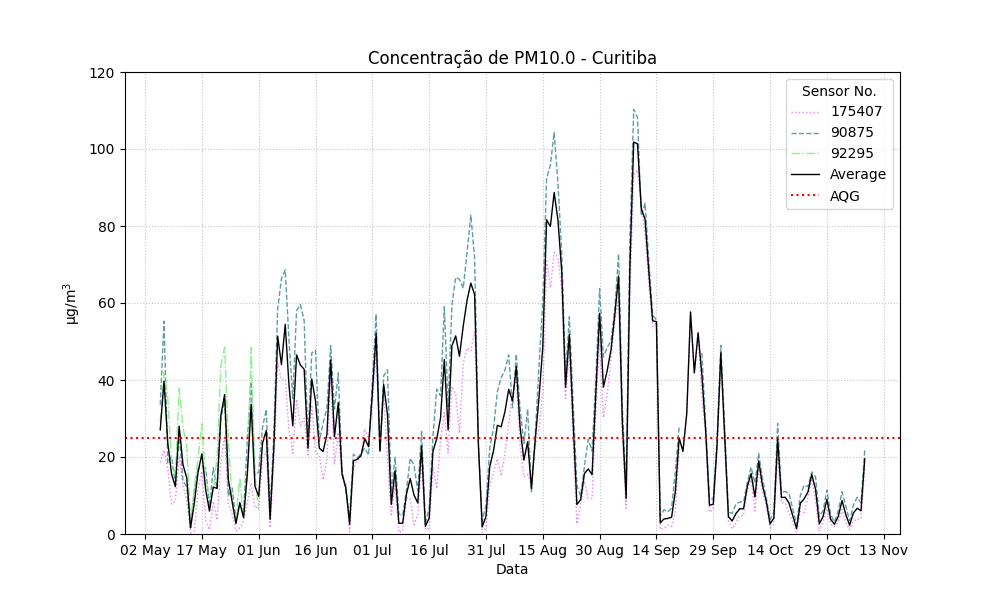 Concentração de PM10.0 - Curitiba
120
100
80
60
40
20
0
µg/m³
Sensor No.
175407
90875
92295
Average
AQG
02 May 17 May 01 Jun 16 Jun 01 Jul 16 Jul 31 Jul 15 Aug 30 Aug 14 Sep 29 Sep 14 Oct 29 Oct 13 Nov
Data